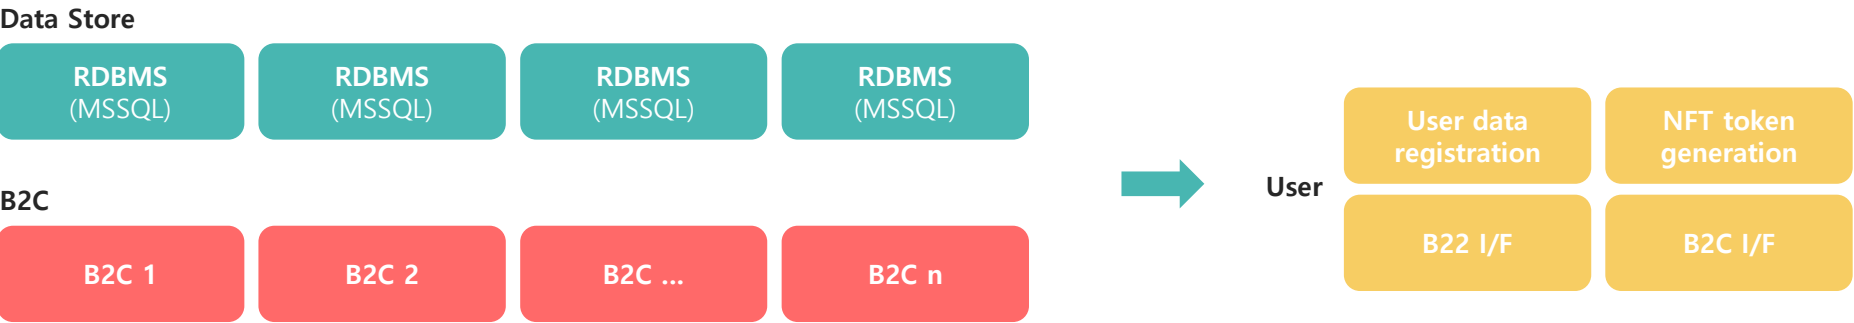 Data Store
RDBMS
(MSSQL)
RDBMS
(MSSQL)
RDBMS
(MSSQL)
RDBMS
(MSSQL)
B2C
B2C 1
B2C 2
B2C ...
B2C n
User
User data
registration
NFT token
generation
B22 I/F
B2C I/F